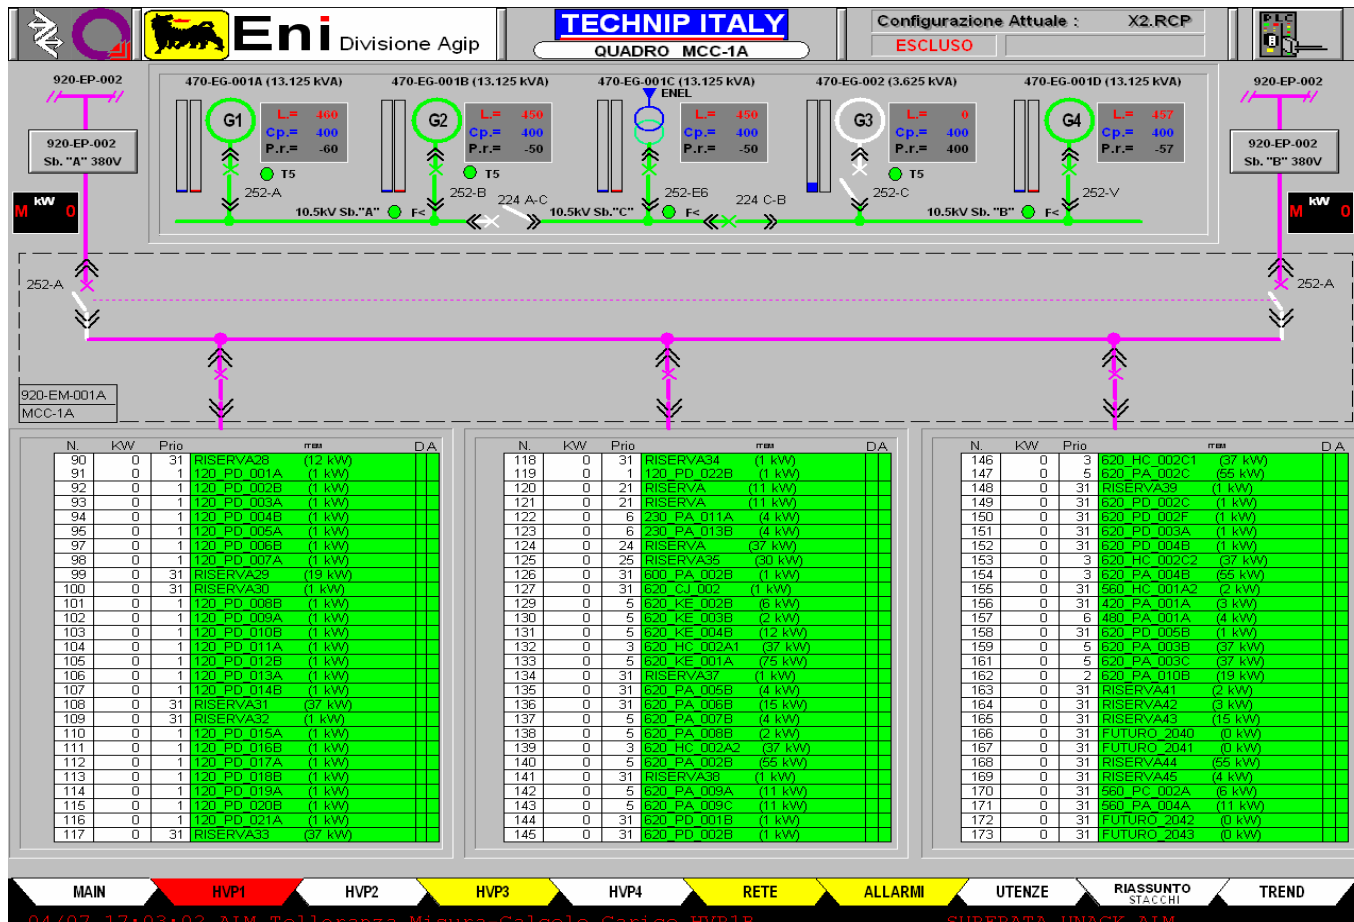 Eni Divisione Agip
TECHNIP ITALY
QUADRO MCC-1A
Configurazione Attuale : X2.RCP
ESCLUSO
PLC
920-EP-002
470-EG-001A (13.125 kVA)
470-EG-001B (13.125 kVA)
470-EG-001C (13.125 kVA)
470-EG-002 (3.625 kVA)
470-EG-001D (13.125 kVA)
920-EP-002
ENEL
G1 L.= 460
Cp.= 400
P.r.= -60
G2 L.= 450
Cp.= 400
P.r.= -50
L.= 450
Cp.= 400
P.r.= -50
G3 L.= 0
Cp.= 400
P.r.= 400
G4 L.= 457
Cp.= 400
P.r.= -57
920-EP-002
Sb. "A" 380V
920-EP-002
Sb. "B" 380V
T5
T5
T5
252-A
252-B
224 A-C
252-E6
224 C-B
252-C
252-V
10.5kV Sb."A" F<
10.5kV Sb."C" F<
10.5kV Sb. "B" F<
M kW 0
M kW 0
252-A
252-A
920-EM-001A
MCC-1A
N. KW Prio DA
90 0 31 RISERVA28 (12 kW)
91 0 1 120_PD_001A (1 kW)
92 0 1 120_PD_002B (1 kW)
93 0 1 120_PD_003A (1 kW)
94 0 1 120_PD_004B (1 kW)
95 0 1 120_PD_005A (1 kW)
97 0 1 120_PD_006B (1 kW)
98 0 1 120_PD_007A (1 kW)
99 0 31 RISERVA29 (19 kW)
100 0 31 RISERVA30 (1 kW)
101 0 1 120_PD_008B (1 kW)
102 0 1 120_PD_009A (1 kW)
103 0 1 120_PD_010B (1 kW)
104 0 1 120_PD_011A (1 kW)
105 0 1 120_PD_012B (1 kW)
106 0 1 120_PD_013A (1 kW)
107 0 1 120_PD_014B (1 kW)
108 0 31 RISERVA31 (37 kW)
109 0 31 RISERVA32 (1 kW)
110 0 1 120_PD_015A (1 kW)
111 0 1 120_PD_016B (1 kW)
112 0 1 120_PD_017A (1 kW)
113 0 1 120_PD_018B (1 kW)
114 0 1 120_PD_019A (1 kW)
115 0 1 120_PD_020B (1 kW)
116 0 1 120_PD_021A (1 kW)
117 0 31 RISERVA33 (37 kW)
N. KW Prio DA
118 0 31 RISERVA34 (1 kW)
119 0 1 120_PD_022B (1 kW)
120 0 21 RISERVA (11 kW)
121 0 21 RISERVA (11 kW)
122 0 6 230_PA_011A (4 kW)
123 0 6 230_PA_013B (4 kW)
124 0 24 RISERVA (37 kW)
125 0 25 RISERVA35 (30 kW)
126 0 31 600_PA_002B (1 kW)
127 0 31 620_CJ_002 (1 kW)
129 0 5 620_KE_002B (6 kW)
130 0 5 620_KE_003B (2 kW)
131 0 5 620_KE_004B (12 kW)
132 0 3 620_HC_002A1 (37 kW)
133 0 5 620_KE_001A (75 kW)
134 0 31 RISERVA37 (1 kW)
135 0 31 620_PA_005B (4 kW)
136 0 31 620_PA_006B (15 kW)
137 0 5 620_PA_007B (4 kW)
138 0 5 620_PA_008B (2 kW)
139 0 3 620_HC_002A2 (37 kW)
140 0 5 620_PA_002B (55 kW)
141 0 31 RISERVA38 (1 kW)
142 0 5 620_PA_009A (11 kW)
143 0 5 620_PA_009C (11 kW)
144 0 31 620_PD_001B (1 kW)
145 0 31 620_PD_002B (1 kW)
N. KW Prio DA
146 0 3 620_HC_002C1 (37 kW)
147 0 5 620_PA_002C (55 kW)
148 0 31 RISERVA39 (1 kW)
149 0 31 620_PD_002C (1 kW)
150 0 31 620_PD_002F (1 kW)
151 0 31 620_PD_003A (1 kW)
152 0 31 620_PD_004B (1 kW)
153 0 3 620_HC_002C2 (37 kW)
154 0 3 620_PA_004B (55 kW)
155 0 31 560_HC_001A2 (2 kW)
156 0 31 420_PA_001A (3 kW)
157 0 6 480_PA_001A (4 kW)
158 0 31 620_PD_005B (1 kW)
159 0 5 620_PA_003B (37 kW)
161 0 5 620_PA_003C (37 kW)
162 0 2 620_PA_010B (19 kW)
163 0 31 RISERVA41 (2 kW)
164 0 31 RISERVA42 (3 kW)
165 0 31 RISERVA43 (15 kW)
166 0 31 FUTURO_2040 (0 kW)
167 0 31 FUTURO_2041 (0 kW)
168 0 31 RISERVA44 (55 kW)
169 0 31 RISERVA45 (4 kW)
170 0 31 560_PC_002A (6 kW)
171 0 31 560_PA_004A (11 kW)
172 0 31 FUTURO_2042 (0 kW)
173 0 31 FUTURO_2043 (0 kW)
MAIN
HVP1
HVP2
HVP3
HVP4
RETE
ALLARMI
UTENZE
RIASSUNTO
STACCHI
TREND
04/07 17:03:02 ALM Tolleranza Misura-Calcolo Carico HVP1B SUPERATA UNACK ALM